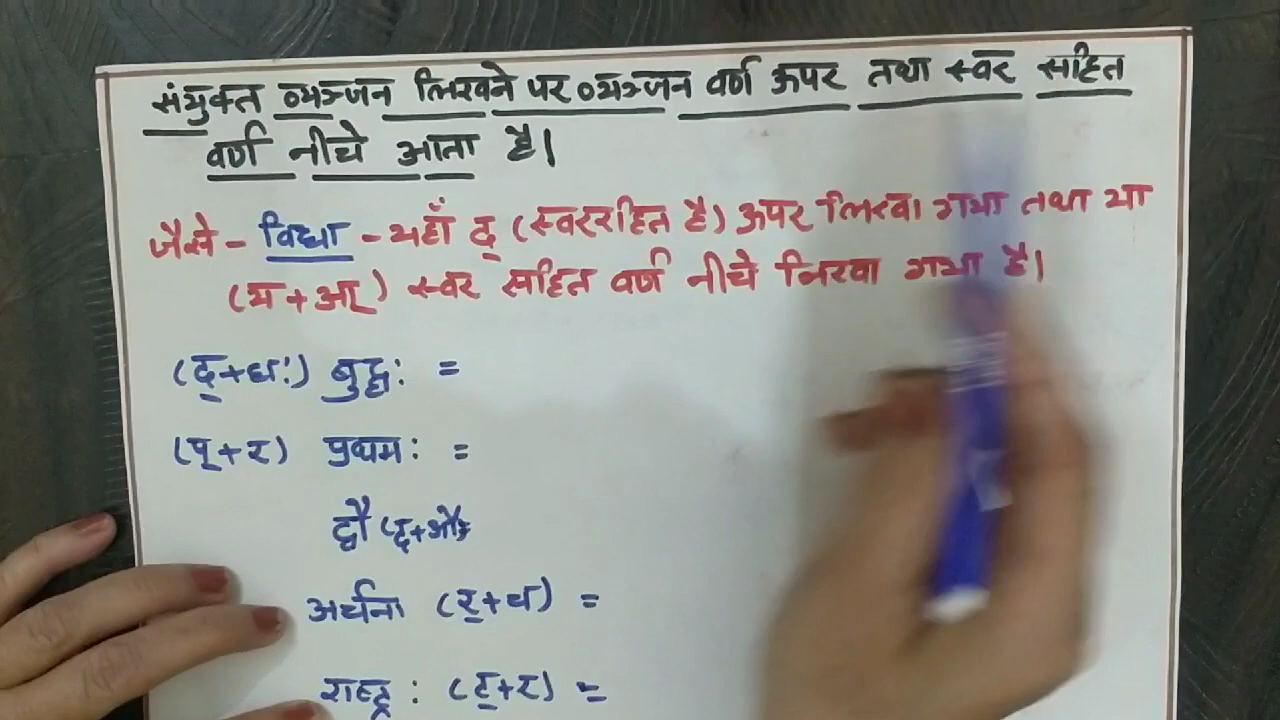 संयुक्त व्यञ्जन लिखने पर व्यञ्जन वर्ण ऊपर तथा स्वर सहित
वर्ण नीचे आता है।
जैसे - विद्या - यहाँ द् (स्वररहित है) ऊपर लिखा गया तथा या
(य + आ) स्वर सहित वर्ण नीचे लिखा गया है।
(द्+धः) बुद्धः =
(प्+र) प्रथमः =
द्वौ (द्+औ)
अर्चना (र्+च) =
राष्ट्रः (ट्+र) =